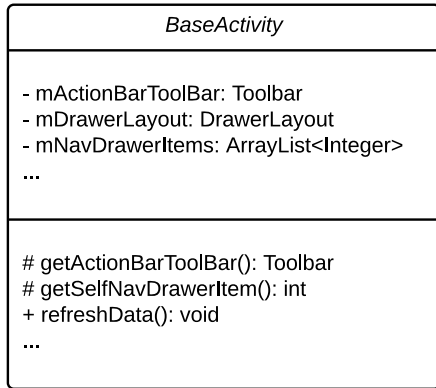 BaseActivity
- mActionBarToolBar: Toolbar
- mDrawerLayout: DrawerLayout
- mNavDrawerItems: ArrayList<Integer>
...
# getActionBarToolBar(): Toolbar
# getSelfNavDrawerItem(): int
+ refreshData(): void
...